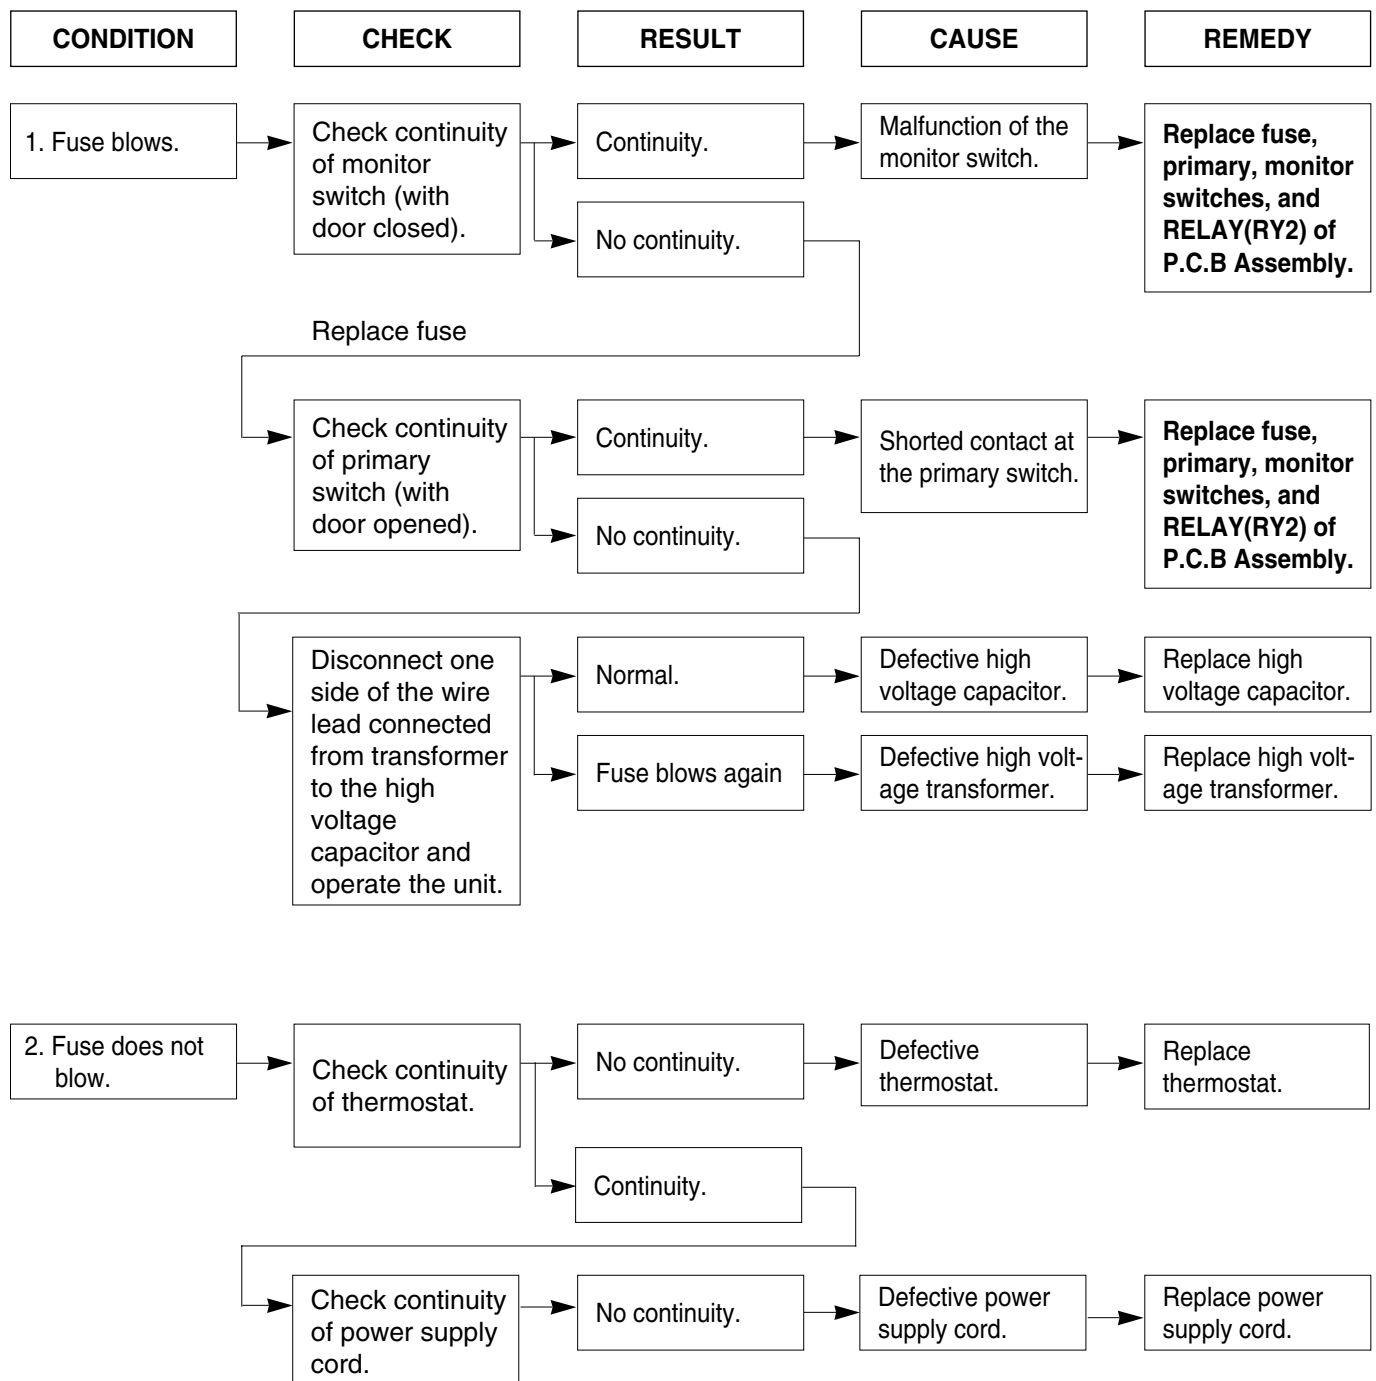 CONDITION
CHECK
RESULT
CAUSE
REMEDY
1. Fuse blows.
Check continuity
of monitor
switch (with
door closed).
Continuity.
Malfunction of the
monitor switch.
Replace fuse,
primary, monitor
switches, and
RELAY(RY2) of
P.C.B Assembly.
No continuity.
Replace fuse
Check continuity
of primary
switch (with
door opened).
Continuity.
Shorted contact at
the primary switch.
Replace fuse,
primary, monitor
switches, and
RELAY(RY2) of
P.C.B Assembly.
No continuity.
Disconnect one
side of the wire
lead connected
from transformer
to the high
voltage
capacitor and
operate the unit.
Normal.
Defective high
voltage capacitor.
Replace high
voltage capacitor.
Fuse blows again
Defective high volt-
age transformer.
Replace high volt-
age transformer.
2. Fuse does not
blow.
Check continuity
of thermostat.
No continuity.
Defective
thermostat.
Replace
thermostat.
Continuity.
Check continuity
of power supply
cord.
No continuity.
Defective power
supply cord.
Replace power
supply cord.